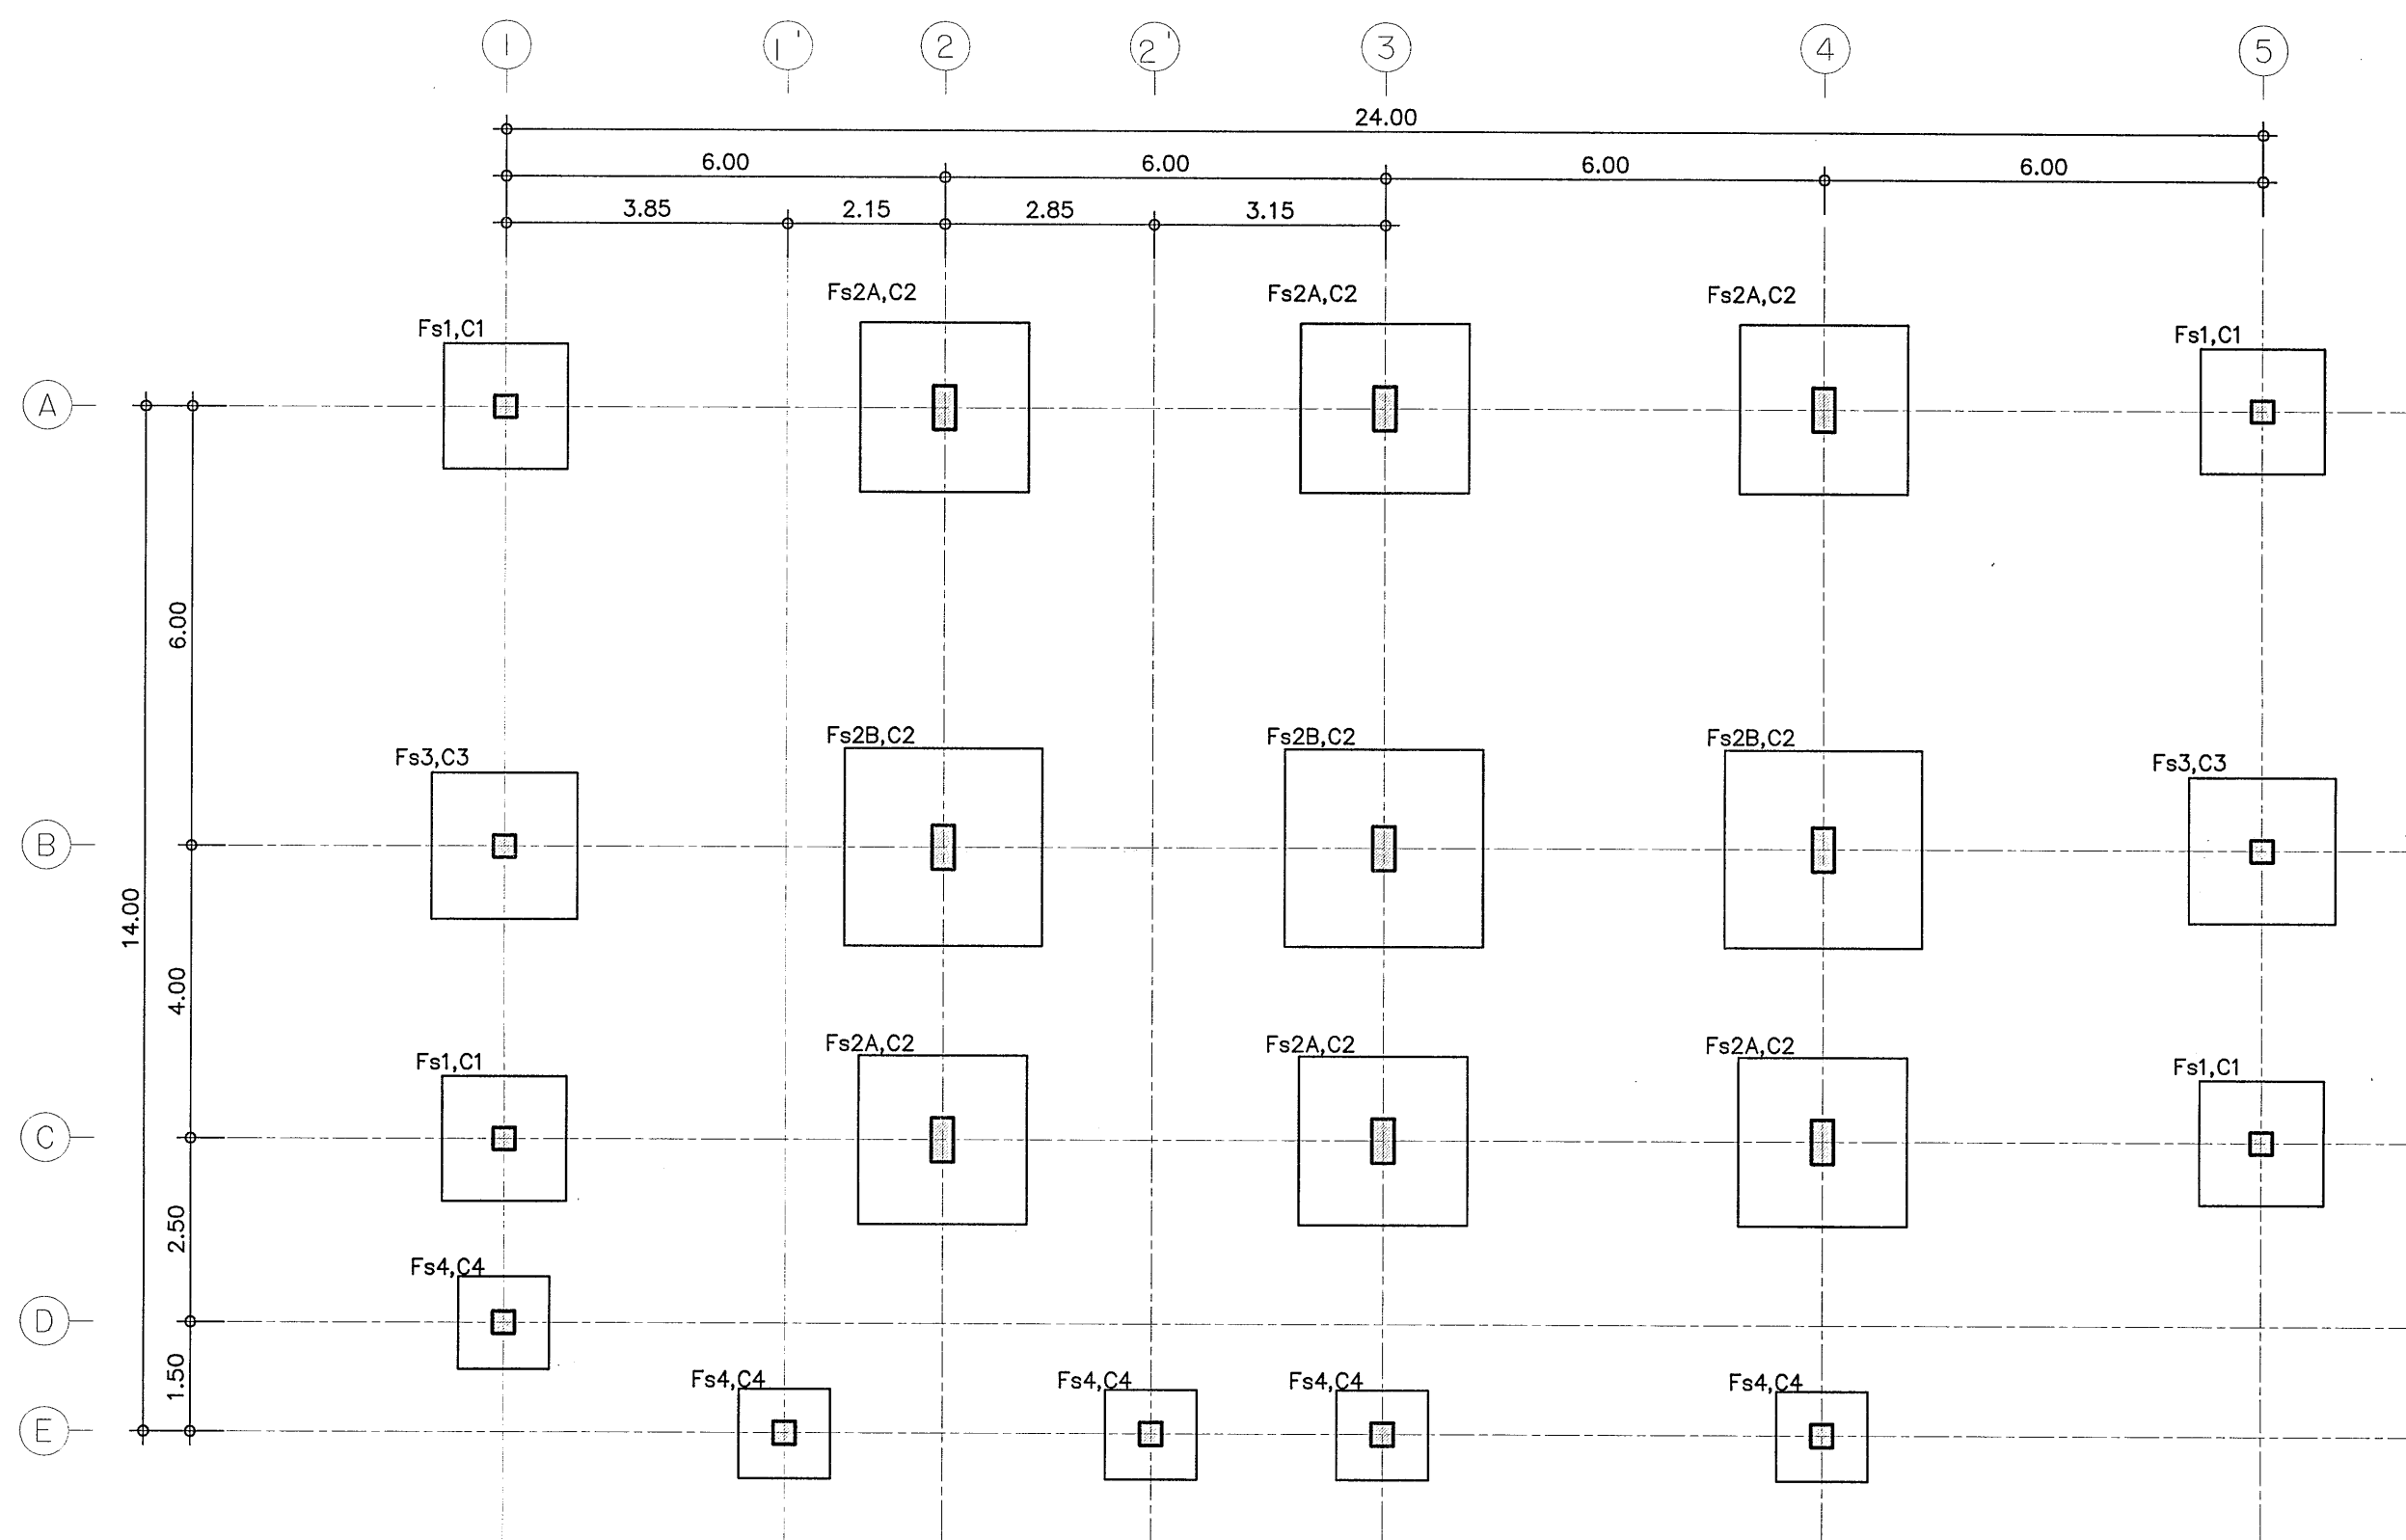 1 1' 2 2' 3 4 5
24.00
6.00 6.00 6.00 6.00
3.85 2.15 2.85 3.15
Fs2A,C2 Fs2A,C2 Fs2A,C2
Fs1,C1 Fs1,C1
A
6.00
Fs2B,C2 Fs2B,C2 Fs2B,C2
Fs3,C3 Fs3,C3
B
14.00
4.00
Fs2A,C2 Fs2A,C2 Fs2A,C2
Fs1,C1 Fs1,C1
C
2.50
Fs4,C4
D
1.50
Fs4,C4 Fs4,C4 Fs4,C4 Fs4,C4
E